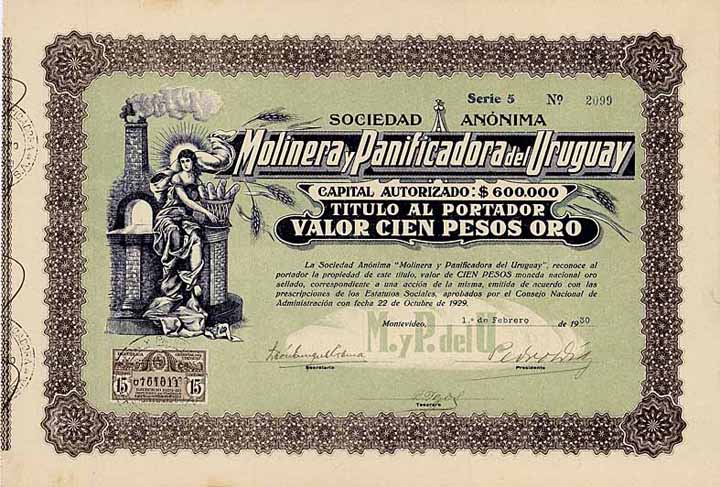 Serie 5 Nº 2099
SOCIEDAD ANÓNIMA
Molinera y Panificadora del Uruguay
CAPITAL AUTORIZADO: $ 600.000
TITULO AL PORTADOR
VALOR CIEN PESOS ORO
La Sociedad Anónima "Molinera y Panificadora del Uruguay", reconoce al
portador la propiedad de este título, valor de CIEN PESOS moneda nacional oro
sellado, correspondiente a una acción de la misma, emitida de acuerdo con las
prescripciones de los Estatutos Sociales, aprobados por el Consejo Nacional de
Administración con fecha 22 de Octubre de 1929.
Montevideo, 1.º de Febrero de 1930
M. y P. del U.
Secretario
Presidente
Tesorero
15 15